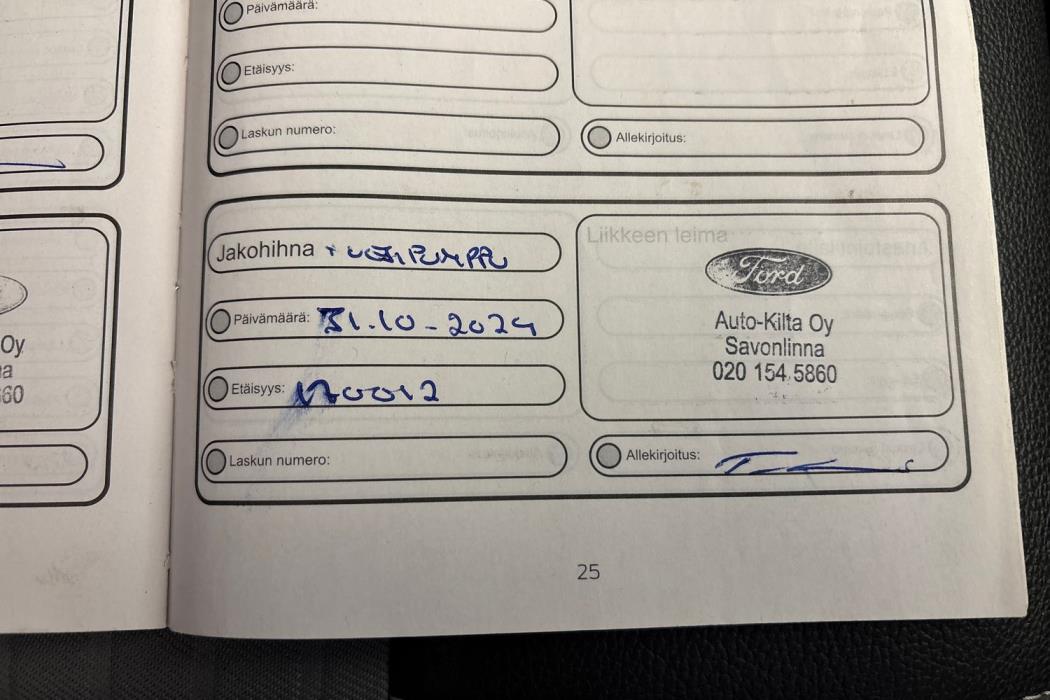 Päivämäärä:
Etäisyys:
Laskun numero:
Allekirjoitus:
Jakohihna + VESIPUMPPU
Päivämäärä: 31.10-2024
Etäisyys:
Laskun numero:
Liikkeen leima
Ford
Auto-Kilta Oy
Savonlinna
020 154 5860
Allekirjoitus:
Oy
60
25